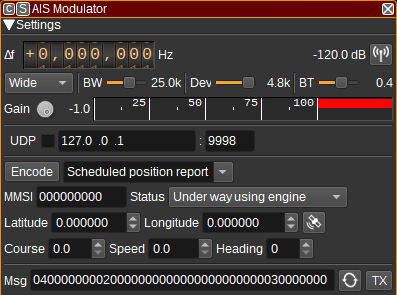 C S AIS Modulator
Settings
Δf +0,000,000 Hz -120.0 dB
Wide BW 25.0k Dev 4.8k BT 0.4
Gain -1.0 25 50 75 100
UDP 127.0 .0 .1 : 9998
Encode Scheduled position report
MMSI 000000000 Status Under way using engine
Latitude 0.000000 Longitude 0.000000
Course 0.0 Speed 0.0 Heading 0